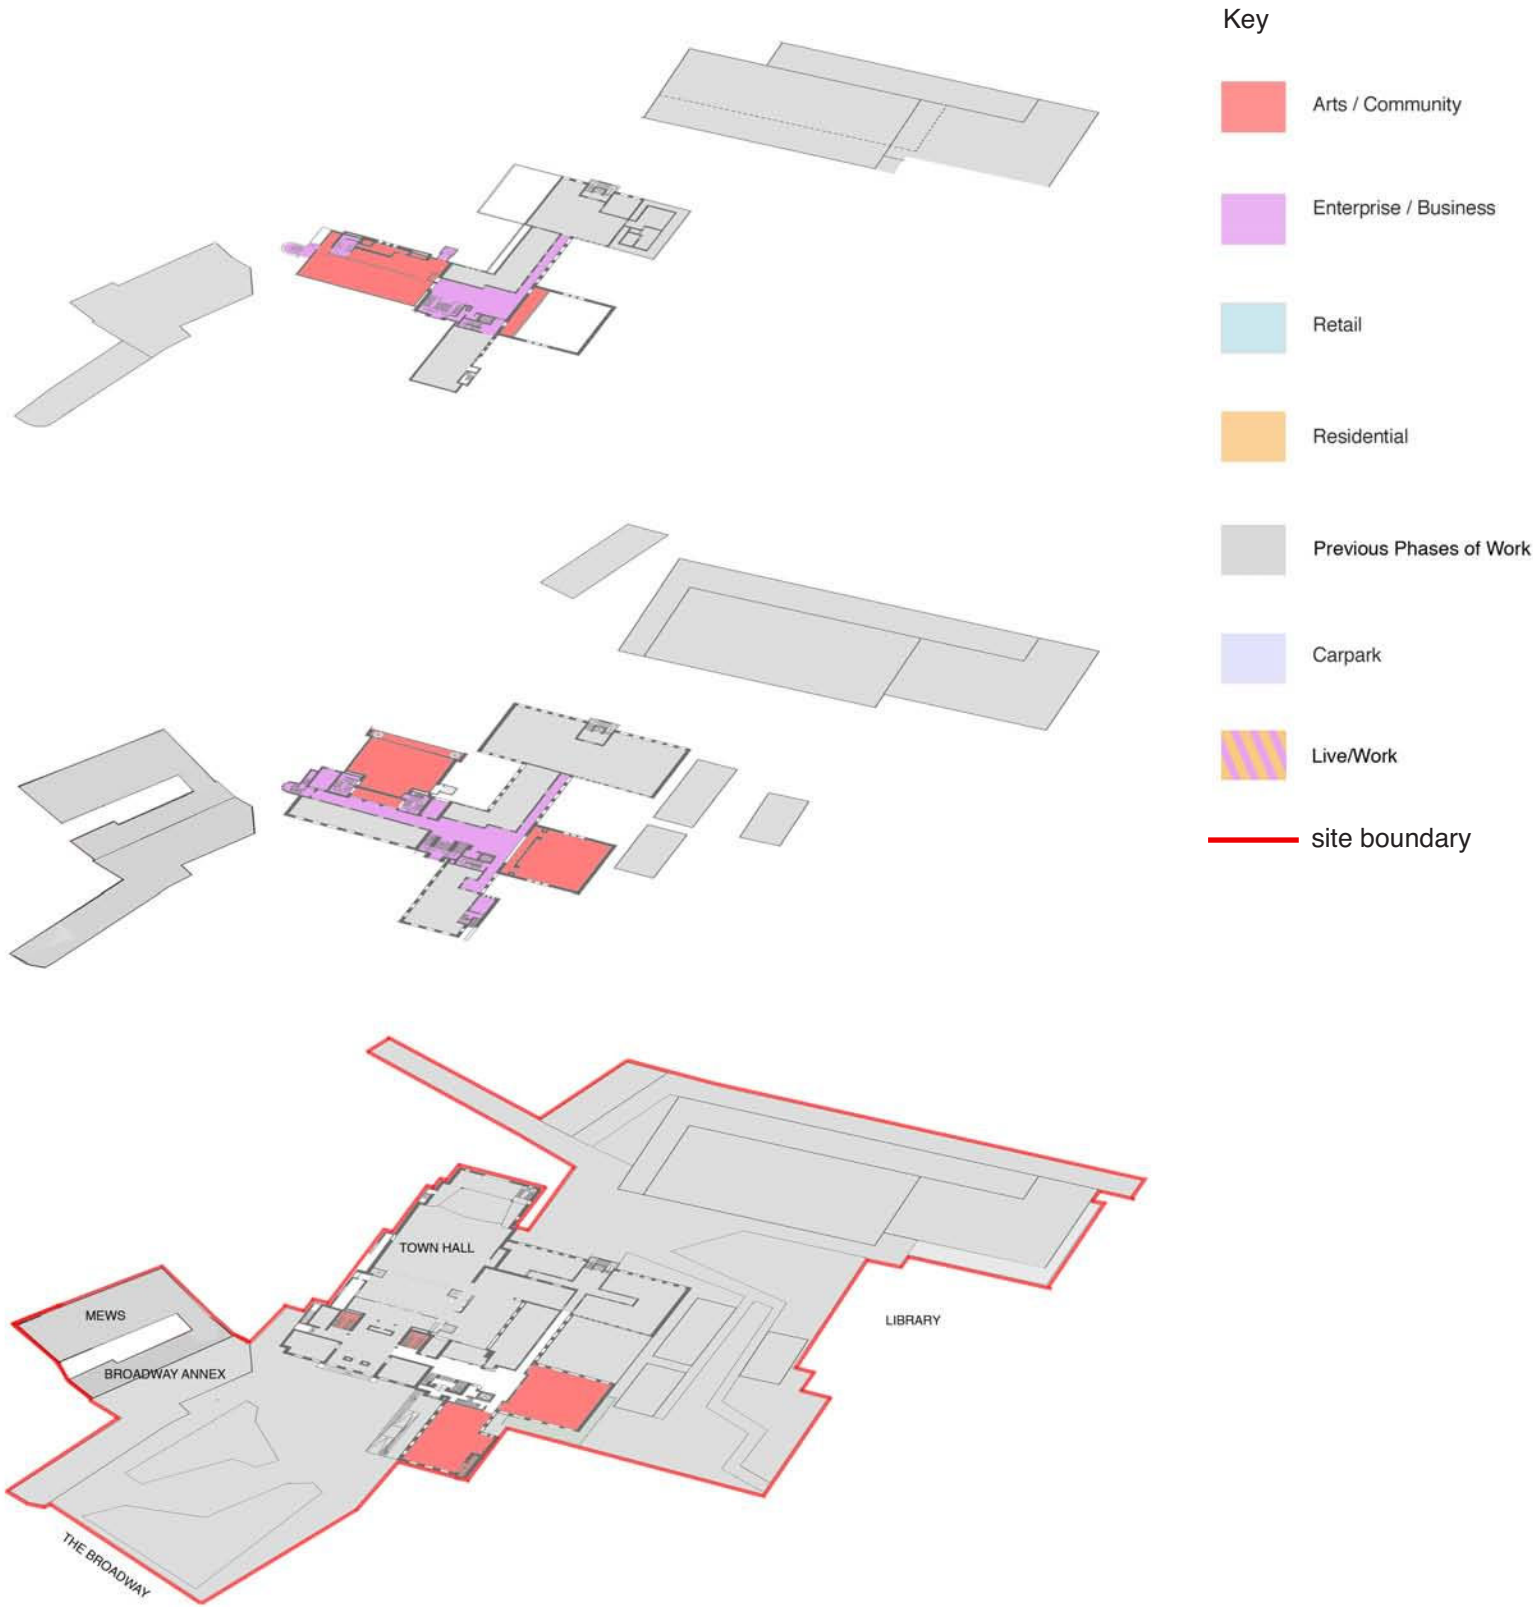 Key
Arts / Community
Enterprise / Business
Retail
Residential
Previous Phases of Work
Carpark
Live/Work
site boundary
TOWN HALL
MEWS
BROADWAY ANNEX
LIBRARY
THE BROADWAY